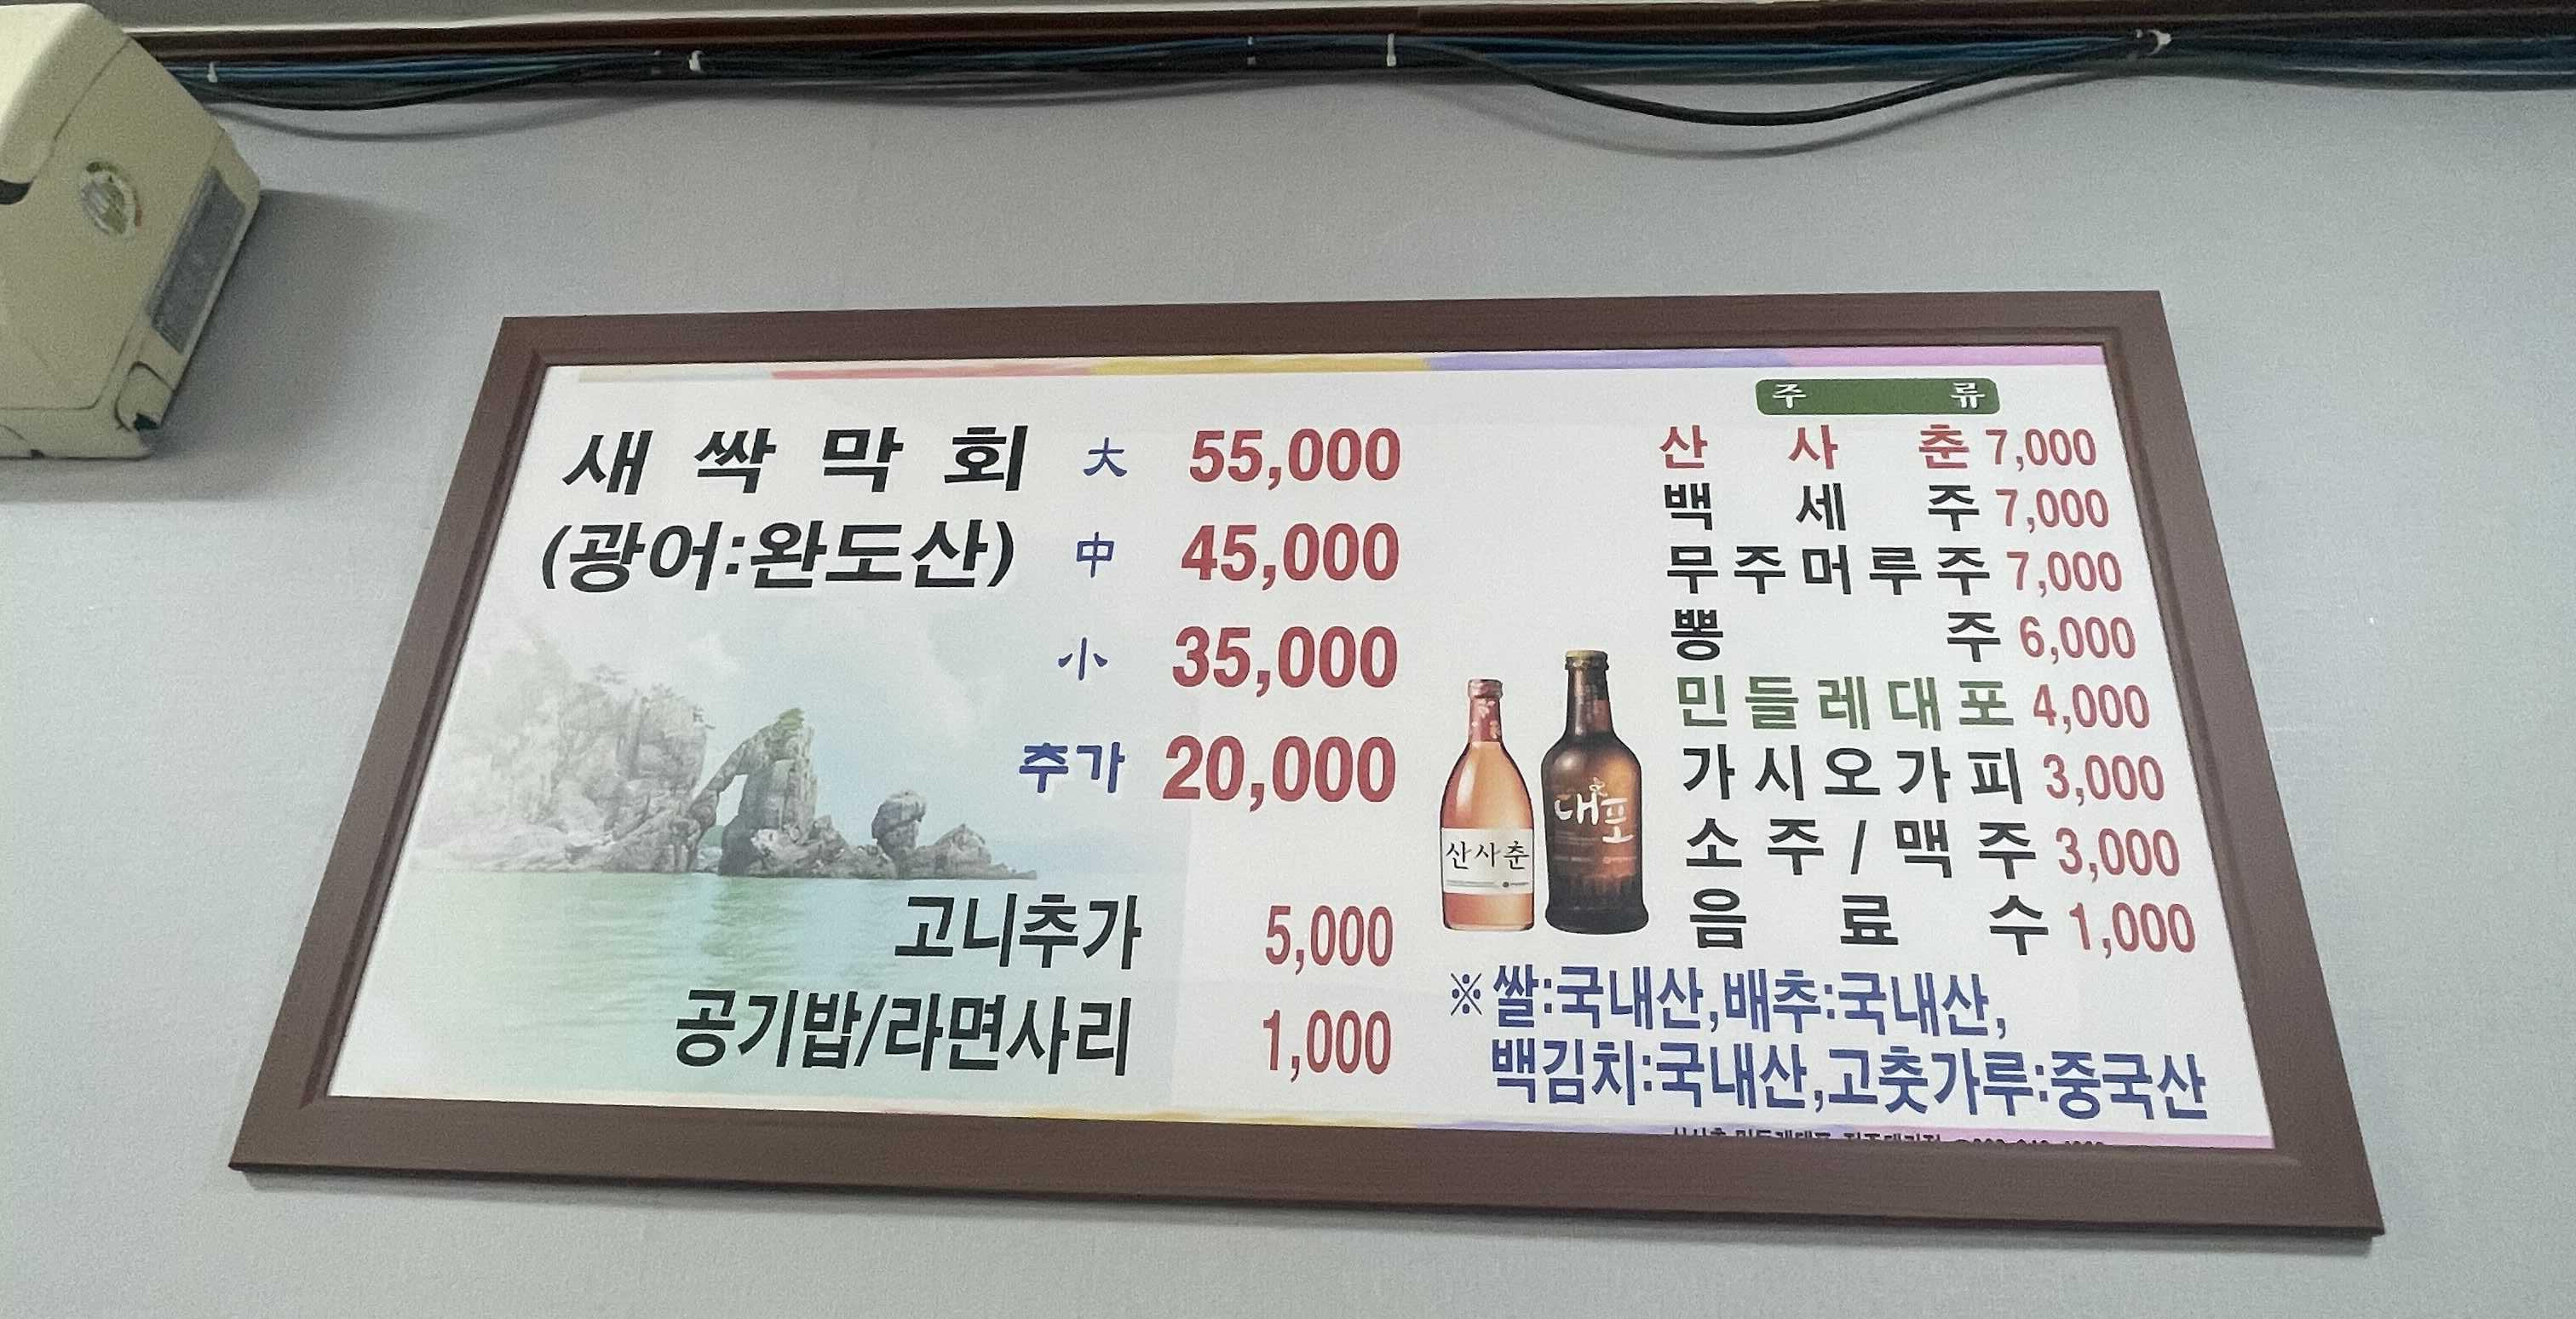 새싹막회 大 55,000
(광어:완도산) 中 45,000
小 35,000
추가 20,000
고니추가 5,000
공기밥/라면사리 1,000
주류
산사춘 7,000
백세주 7,000
무주머루주 7,000
뽕주 6,000
민들레대포 4,000
가시오가피 3,000
소주/맥주 3,000
음료수 1,000
산사춘
대포
※쌀:국내산,배추:국내산,
백김치:국내산,고춧가루:중국산